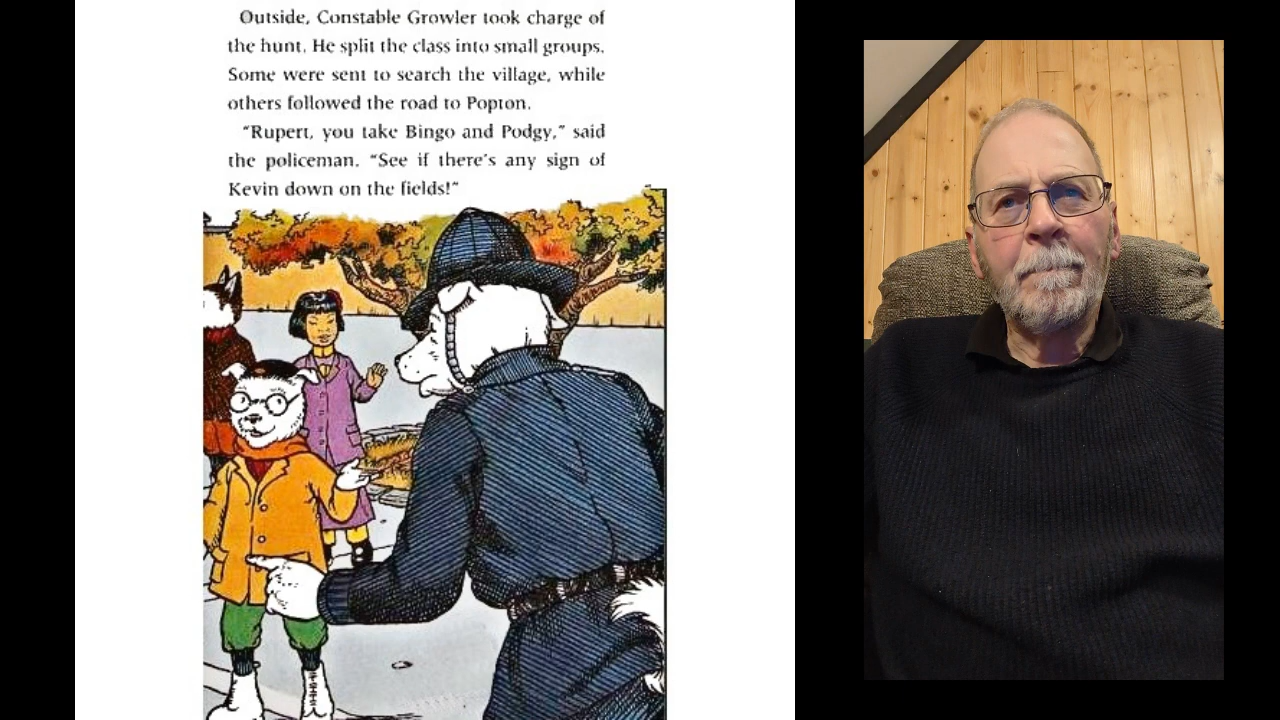 Outside, Constable Growler took charge of
the hunt. He split the class into small groups.
Some were sent to search the village, while
others followed the road to Popton.
"Rupert, you take Bingo and Podgy," said
the policeman. "See if there's any sign of
Kevin down on the fields!"